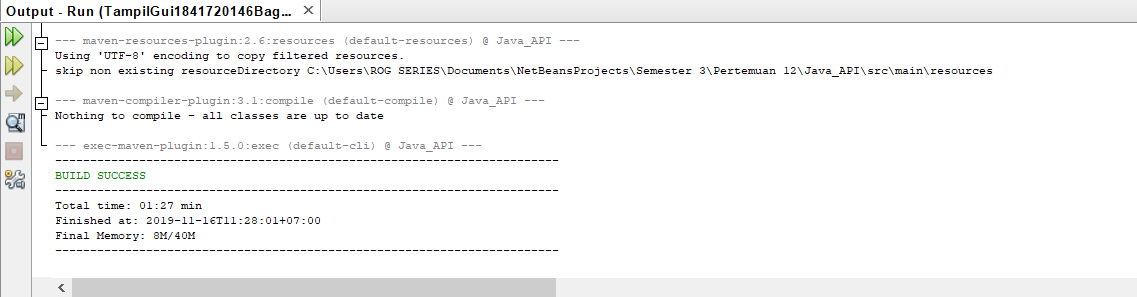 Output - Run (TampilGui1841720146Bag...
--- maven-resources-plugin:2.6:resources (default-resources) @ Java_API ---
Using 'UTF-8' encoding to copy filtered resources.
skip non existing resourceDirectory C:\Users\ROG SERIES\Documents\NetBeansProjects\Semester 3\Pertemuan 12\Java_API\src\main\resources
--- maven-compiler-plugin:3.1:compile (default-compile) @ Java_API ---
Nothing to compile - all classes are up to date
--- exec-maven-plugin:1.5.0:exec (default-cli) @ Java_API ---
------------------------------------------------------------------------
BUILD SUCCESS
------------------------------------------------------------------------
Total time: 01:27 min
Finished at: 2019-11-16T11:28:01+07:00
Final Memory: 8M/40M
------------------------------------------------------------------------